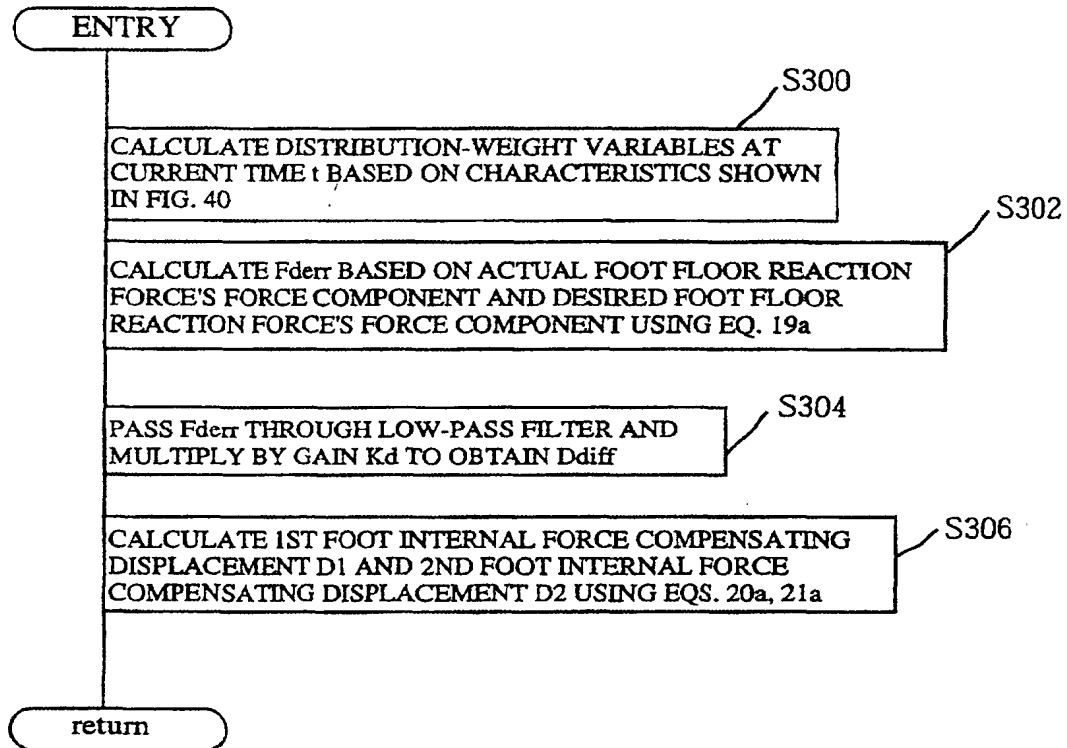 ENTRY
S300
CALCULATE DISTRIBUTION-WEIGHT VARIABLES AT
CURRENT TIME t BASED ON CHARACTERISTICS SHOWN
IN FIG. 40
S302
CALCULATE Fderr BASED ON ACTUAL FOOT FLOOR REACTION
FORCE'S FORCE COMPONENT AND DESIRED FOOT FLOOR
REACTION FORCE'S FORCE COMPONENT USING EQ. 19a
S304
PASS Fderr THROUGH LOW-PASS FILTER AND
MULTIPLY BY GAIN Kd TO OBTAIN Ddiff
S306
CALCULATE 1ST FOOT INTERNAL FORCE COMPENSATING
DISPLACEMENT D1 AND 2ND FOOT INTERNAL FORCE
COMPENSATING DISPLACEMENT D2 USING EQS. 20a, 21a
return